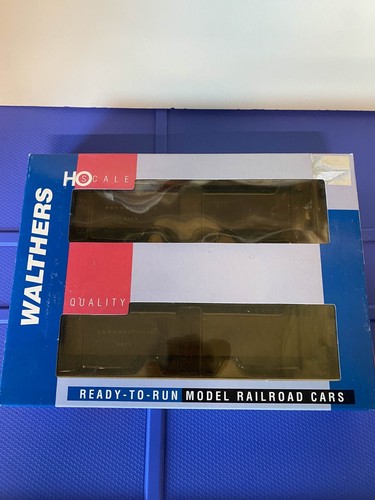 WALTHERS
HO SCALE
QUALITY
READY-TO-RUN MODEL RAILROAD CARS